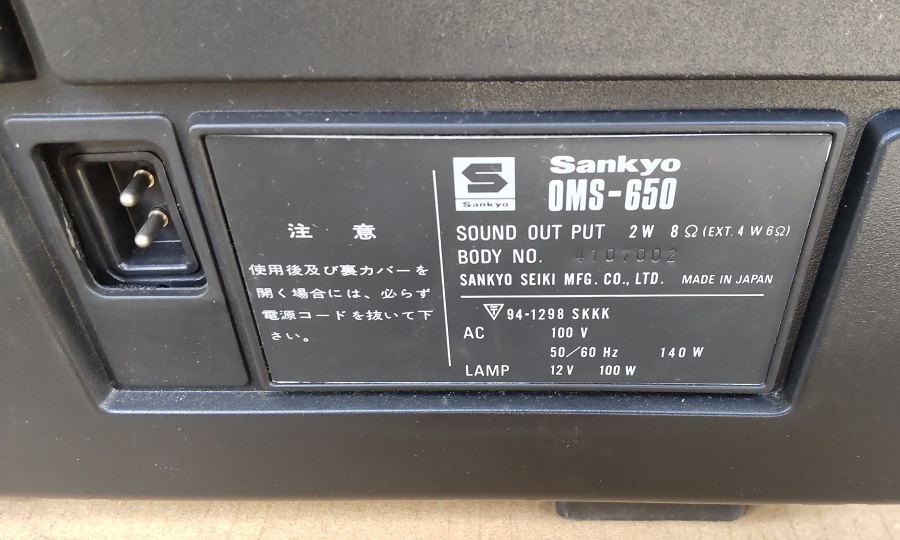 注意
使用後及び裏カバーを
開く場合には、必らず
電源コードを抜いて下
さい。
Sankyo
Sankyo
OMS-650
SOUND OUT PUT 2W 8Ω (EXT. 4W 6Ω)
BODY NO. 4107002
SANKYO SEIKI MFG. CO., LTD. MADE IN JAPAN
94-1298 SKKK
AC 100 V
50/60 Hz 140 W
LAMP 12 V 100 W